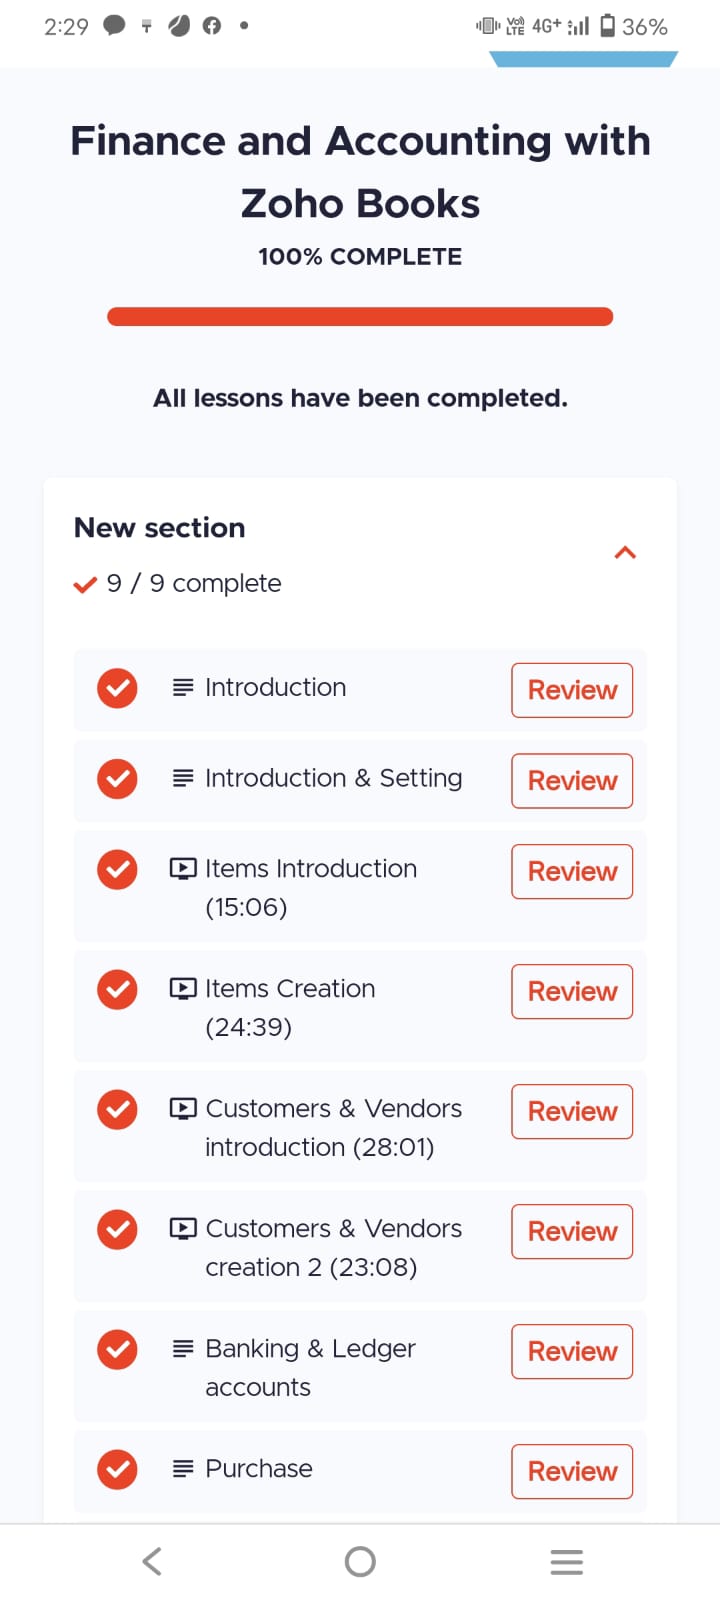 2:29
VoJ
LTE 4G+ 36%
Finance and Accounting with
Zoho Books
100% COMPLETE
All lessons have been completed.
New section
9 / 9 complete
Introduction Review
Introduction & Setting Review
Items Introduction Review
(15:06)
Items Creation Review
(24:39)
Customers & Vendors Review
introduction (28:01)
Customers & Vendors Review
creation 2 (23:08)
Banking & Ledger Review
accounts
Purchase Review